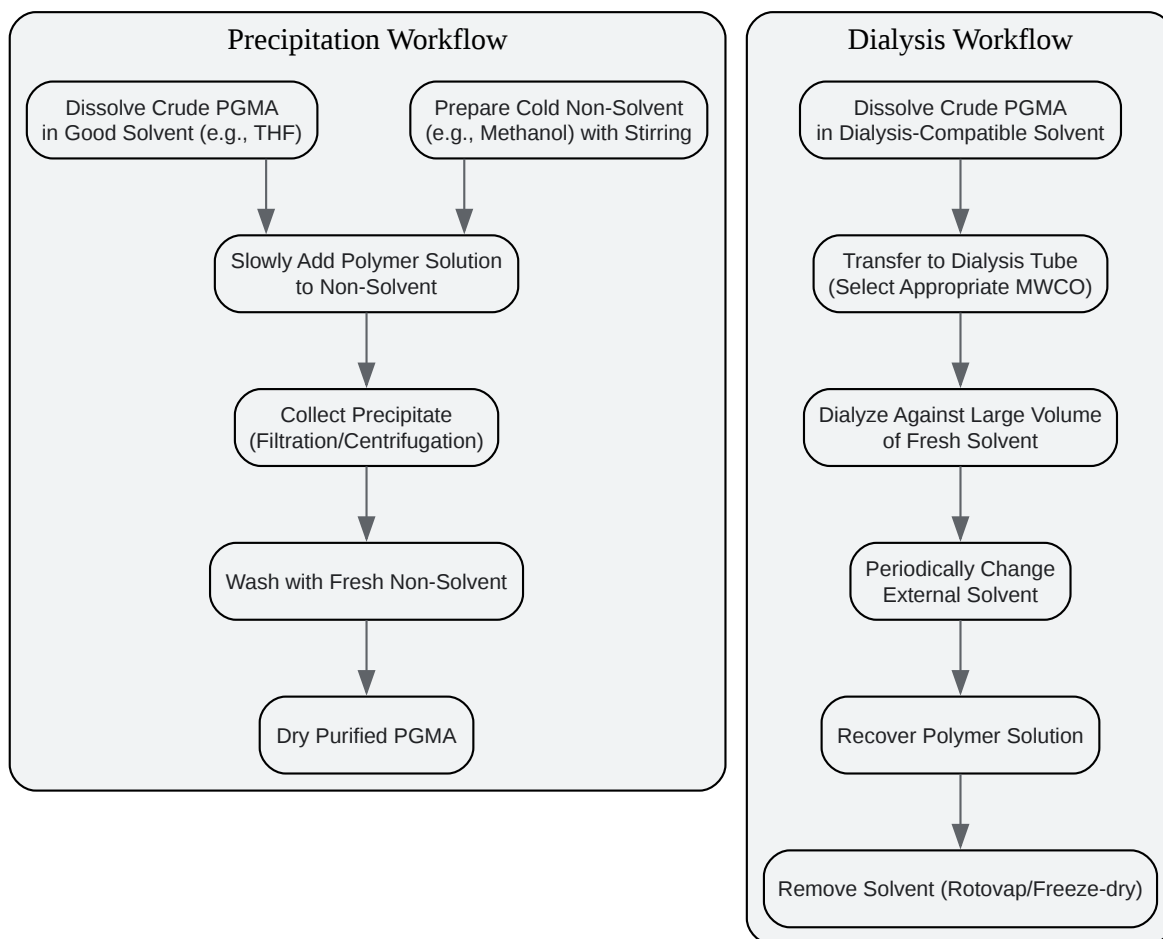 Precipitation Workflow
Dissolve Crude PGMA
in Good Solvent (e.g., THF)
Prepare Cold Non-Solvent
(e.g., Methanol) with Stirring
Slowly Add Polymer Solution
to Non-Solvent
Collect Precipitate
(Filtration/Centrifugation)
Wash with Fresh Non-Solvent
Dry Purified PGMA
Dialysis Workflow
Dissolve Crude PGMA
in Dialysis-Compatible Solvent
Transfer to Dialysis Tube
(Select Appropriate MWCO)
Dialyze Against Large Volume
of Fresh Solvent
Periodically Change
External Solvent
Recover Polymer Solution
Remove Solvent (Rotovap/Freeze-dry)